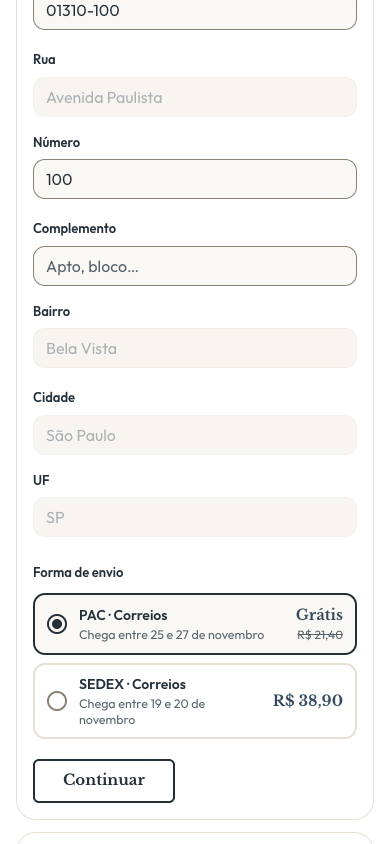 01310-100
Rua
Avenida Paulista
Número
100
Complemento
Apto, bloco...
Bairro
Bela Vista
Cidade
São Paulo
UF
SP
Forma de envio
PAC · Correios
Grátis
Chega entre 25 e 27 de novembro
R$ 21,40
SEDEX · Correios
Chega entre 19 e 20 de
novembro
R$ 38,90
Continuar